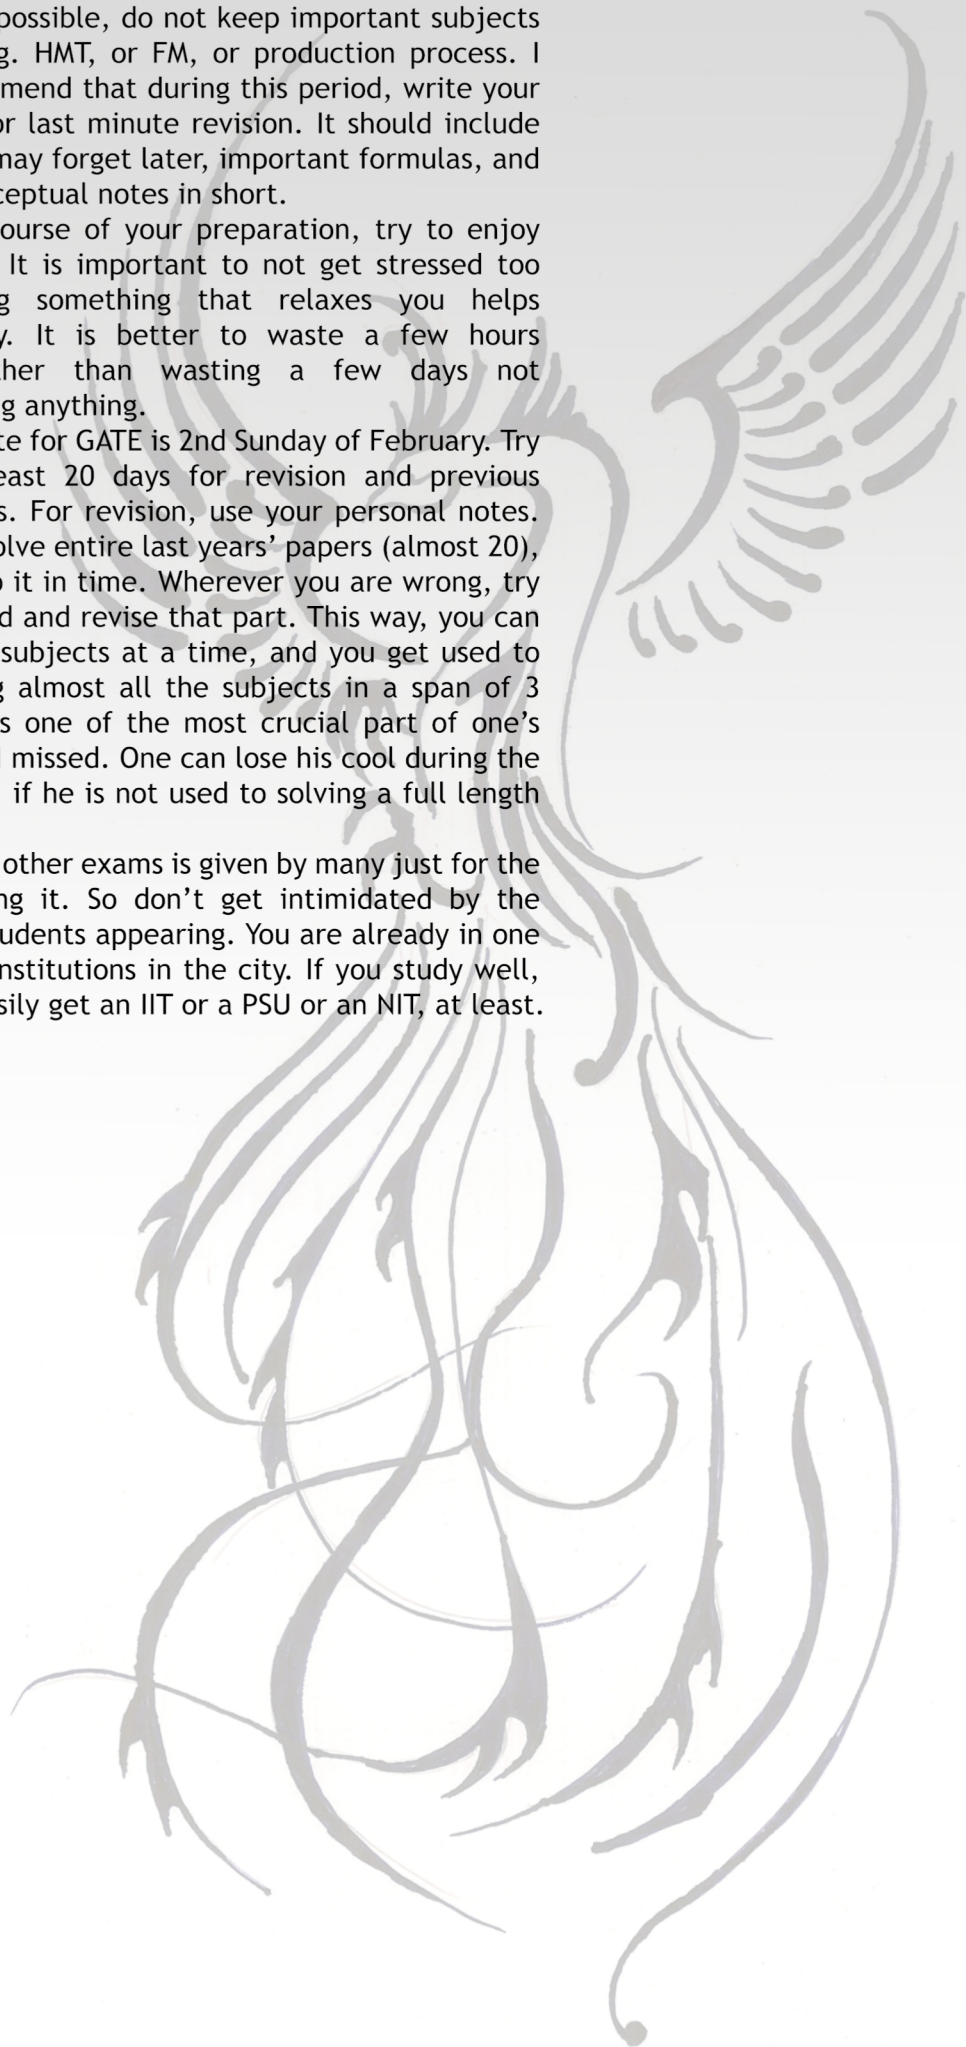 possible, do not keep important subjects
g. HMT, or FM, or production process. I
mend that during this period, write your
or last minute revision. It should include
may forget later, important formulas, and
ceptual notes in short.
ourse of your preparation, try to enjoy
It is important to not get stressed too
g something that relaxes you helps
y. It is better to waste a few hours
ther than wasting a few days not
g anything.
te for GATE is 2nd Sunday of February. Try
east 20 days for revision and previous
s. For revision, use your personal notes.
olve entire last years’ papers (almost 20),
o it in time. Wherever you are wrong, try
d and revise that part. This way, you can
subjects at a time, and you get used to
g almost all the subjects in a span of 3
s one of the most crucial part of one’s
d missed. One can lose his cool during the
if he is not used to solving a full length
other exams is given by many just for the
ng it. So don’t get intimidated by the
tudents appearing. You are already in one
nstitutions in the city. If you study well,
sily get an IIT or a PSU or an NIT, at least.